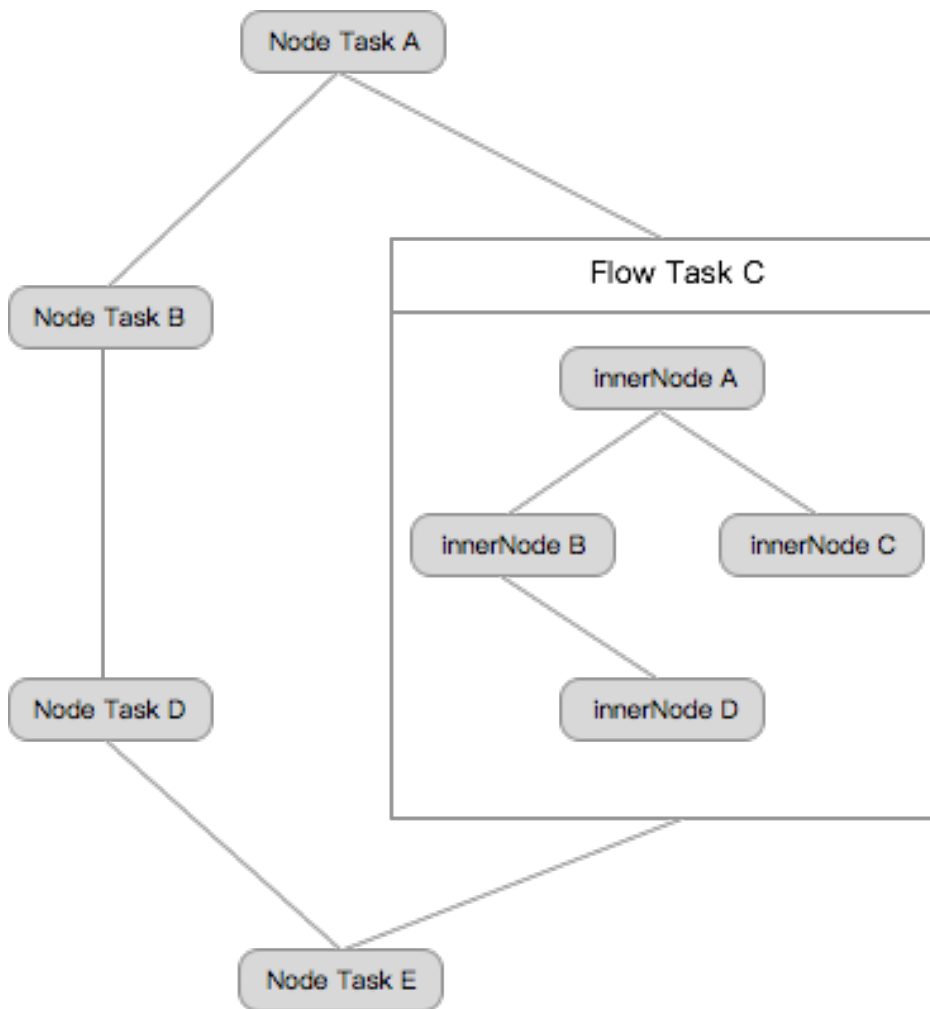 Node Task A
Flow Task C
Node Task B
innerNode A
innerNode B
innerNode C
Node Task D
innerNode D
Node Task E